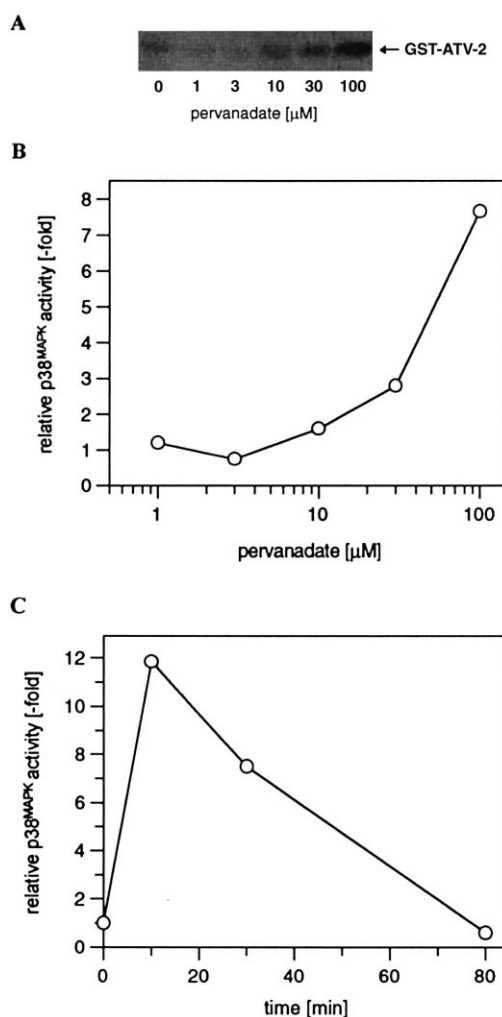 A
← GST-ATV-2
0 1 3 10 30 100
pervanadate [µM]
B
8
7
6
5
4
3
2
1
0
relative p38MAPK activity [-fold]
1 10 100
pervanadate [µM]
C
12
10
8
6
4
2
0
relative p38MAPK activity [-fold]
0 20 40 60 80
time [min]